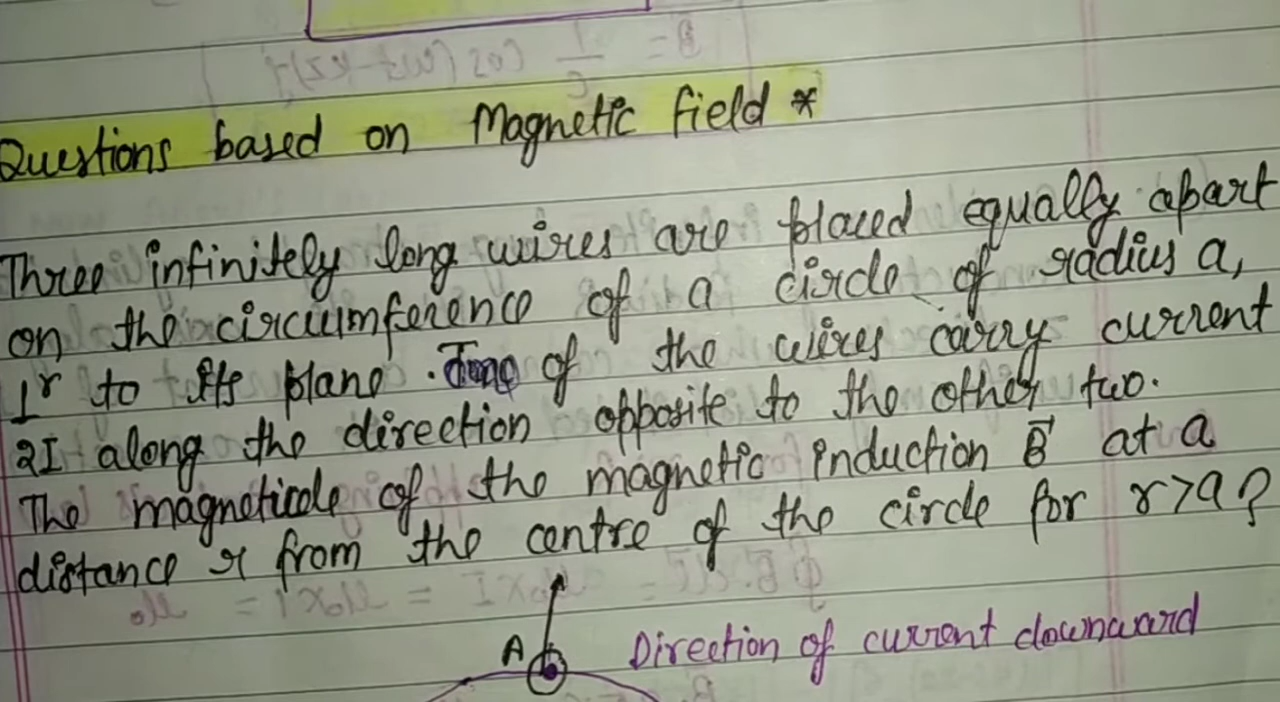 Questions based on Magnetic field *
Three infinitely long wires are placed equally apart
on the circumference of a circle of radius a,
⊥r to its plane. of the wires carry current
2I along the direction opposite to the other two.
The magneticde of the magnetic induction B⃗ at a
distance r from the centre of the circle for r>a?
A
Direction of current downward